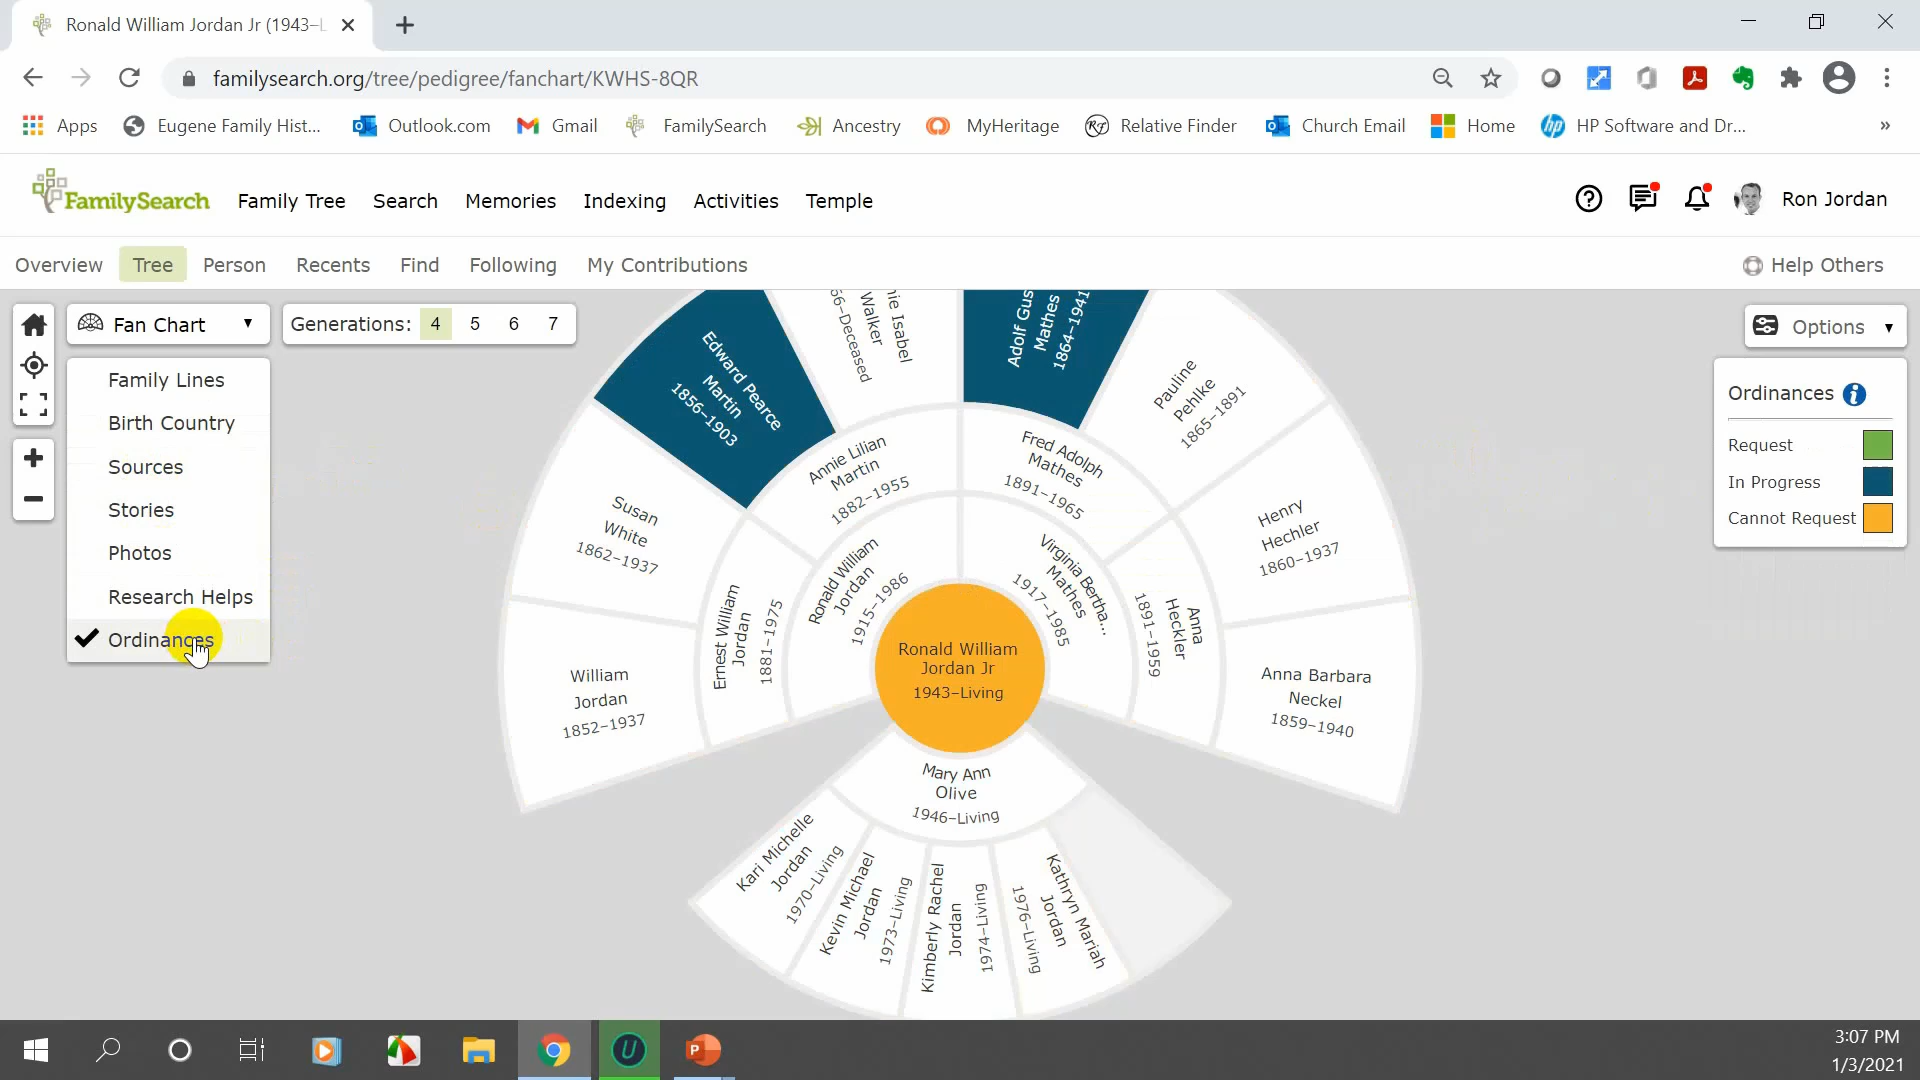 Ronald William Jordan Jr (1943–L
familysearch.org/tree/pedigree/fanchart/KWHS-8QR
Apps
Eugene Family Hist...
Outlook.com
Gmail
FamilySearch
Ancestry
MyHeritage
Relative Finder
Church Email
Home
HP Software and Dr...
»
FamilySearch
Family Tree
Search
Memories
Indexing
Activities
Temple
Ron Jordan
Overview
Tree
Person
Recents
Find
Following
My Contributions
Help Others
Fan Chart
Generations: 4 5 6 7
Options
Family Lines
Birth Country
Sources
Stories
Photos
Research Helps
Ordinances
Ordinances
Request
In Progress
Cannot Request
Edward Pearce
Martin
1856–1903
nie Isabel
Walker
66–Deceased
Adolf Gus
Mathes
1864–1941
Pauline
Pehlke
1865–1891
Susan
White
1862–1937
Annie Lilian
Martin
1882–1955
Fred Adolph
Mathes
1891–1965
Henry
Hechler
1860–1937
William
Jordan
1852–1937
Ernest William
Jordan
1881–1975
Ronald William
Jordan
1915–1986
Virginia Bertha...
Mathes
1917–1985
Anna
Heckler
1891–1959
Anna Barbara
Neckel
1859–1940
Ronald William
Jordan Jr
1943–Living
Mary Ann
Olive
1946–Living
Kari Michelle
Jordan
1970–Living
Kevin Michael
Jordan
1973–Living
Kimberly Rachel
Jordan
1974–Living
Kathryn Mariah
Jordan
1976–Living
3:07 PM
1/3/2021